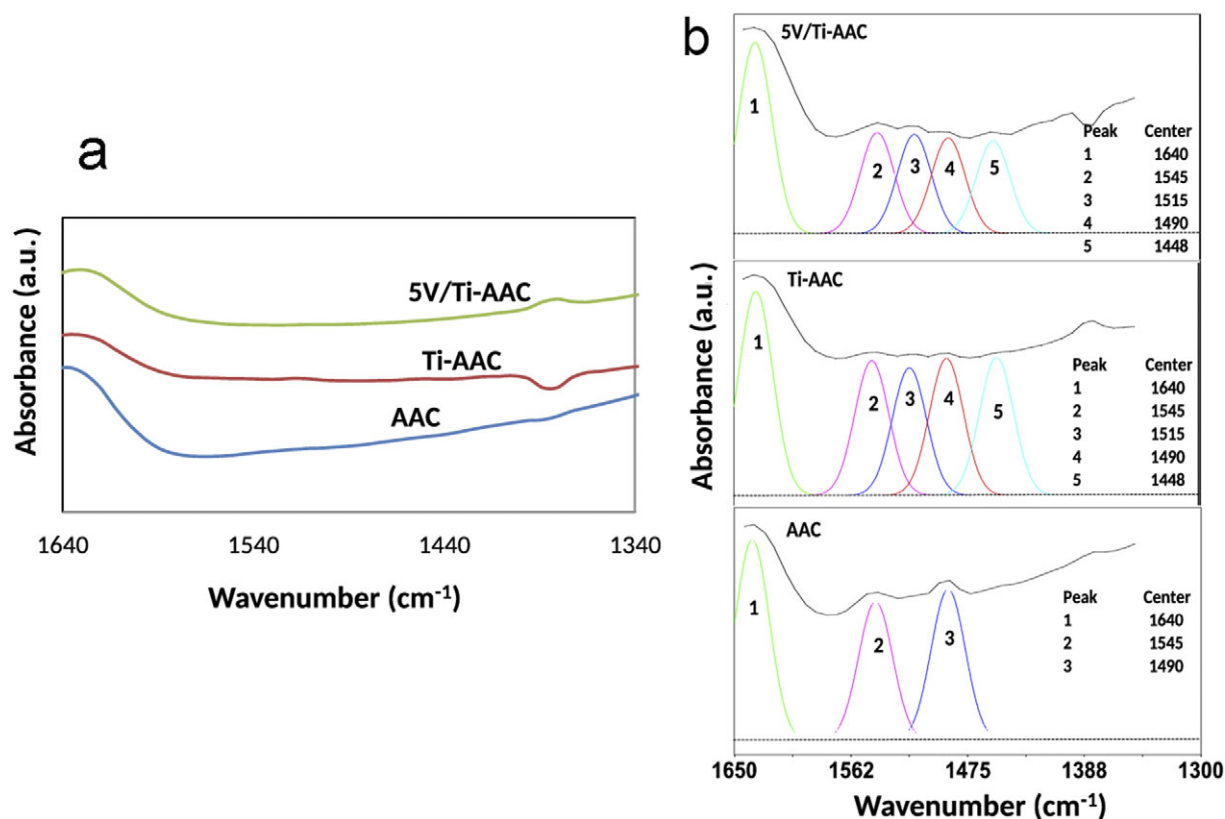 a
Absorbance (a.u.)
5V/Ti-AAC
Ti-AAC
AAC
1640 1540 1440 1340
Wavenumber (cm-1)
b
Absorbance (a.u.)
5V/Ti-AAC
1
2
3
4
5
Peak Center
1 1640
2 1545
3 1515
4 1490
5 1448
Ti-AAC
1
2
3
4
5
Peak Center
1 1640
2 1545
3 1515
4 1490
5 1448
AAC
1
2
3
Peak Center
1 1640
2 1545
3 1490
1650 1562 1475 1388 1300
Wavenumber (cm-1)